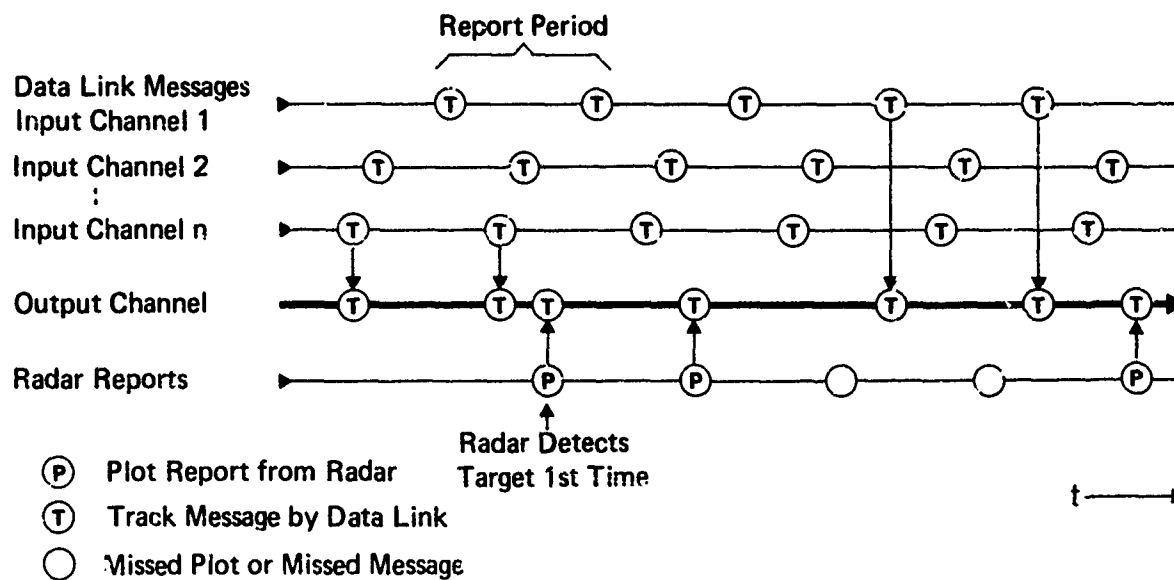 Report Period
Data Link Messages
Input Channel 1
T T T T T
Input Channel 2
T T T T T T
⋮
Input Channel n
T T T T T T
Output Channel
T T T T T T T
Radar Reports
P P P
Radar Detects
Target 1st Time
P Plot Report from Radar
T Track Message by Data Link
Missed Plot or Missed Message
t